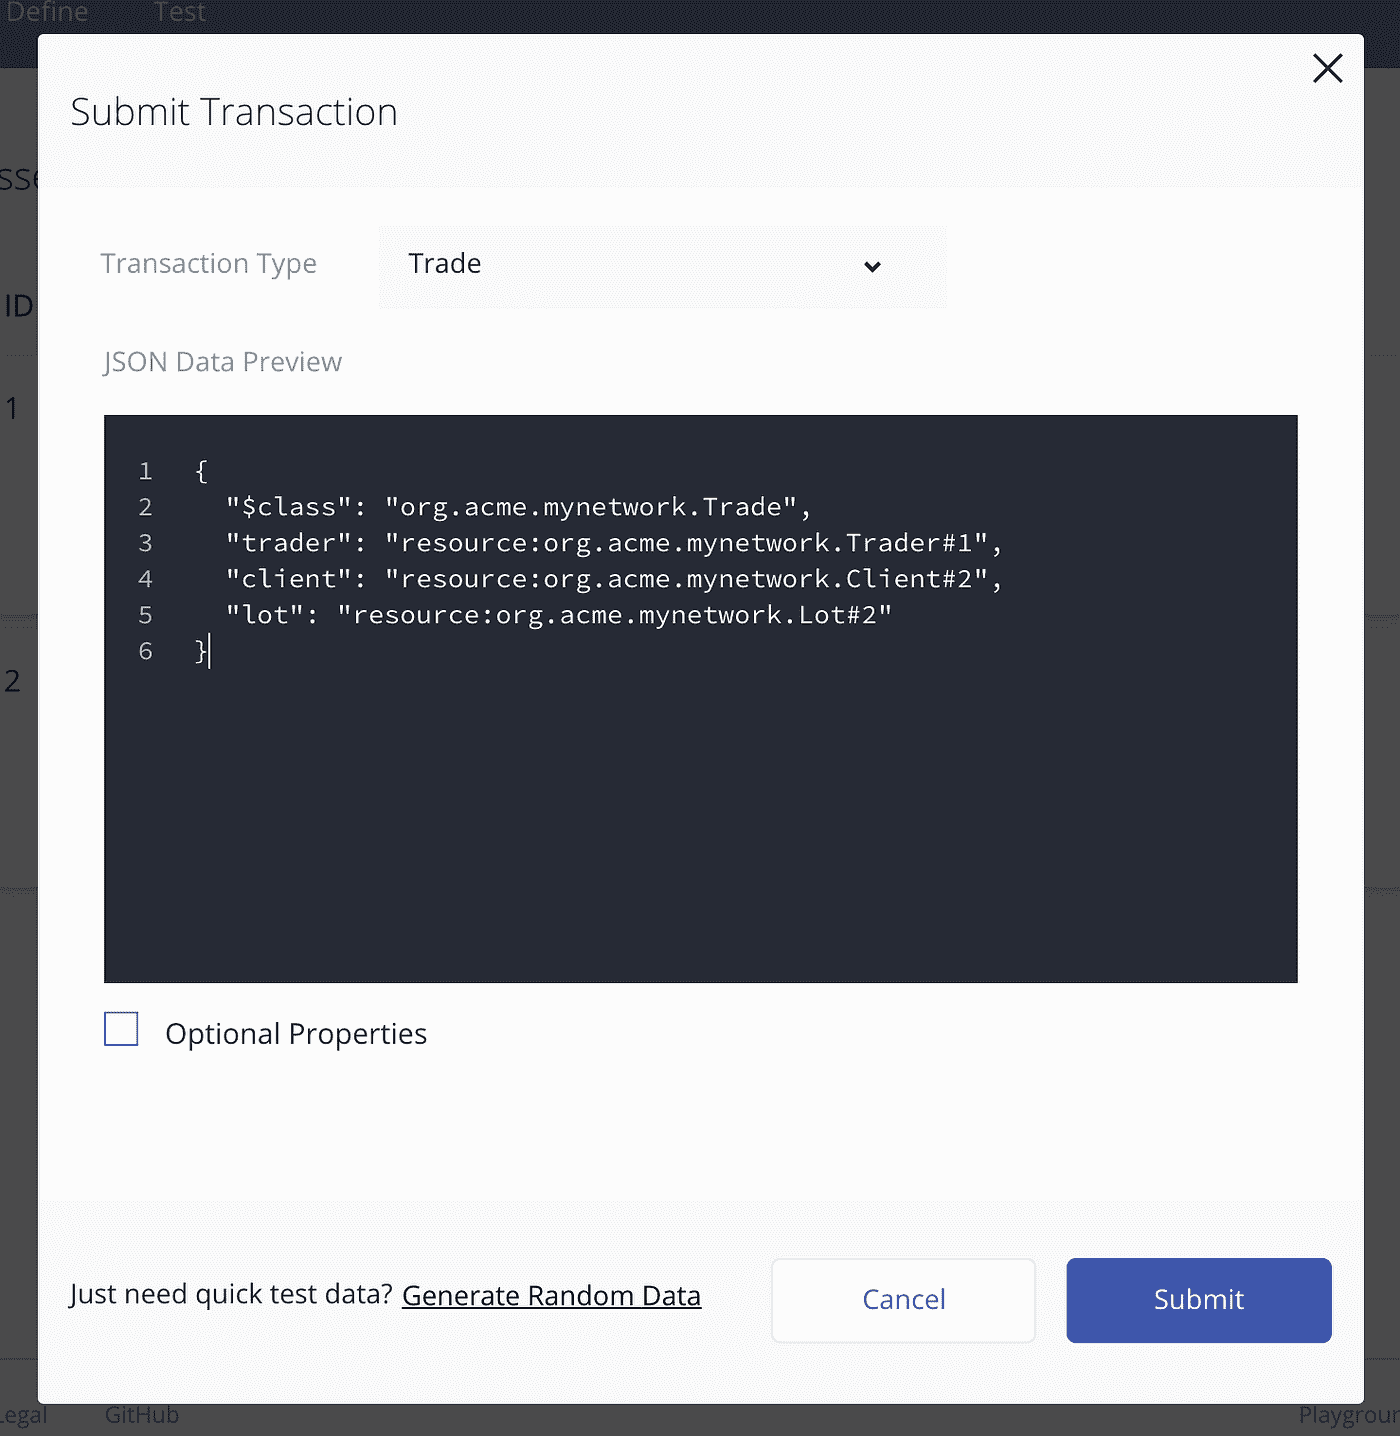 Define Test
Submit Transaction
ID
Transaction Type Trade
JSON Data Preview
1
1 {
2 "$class": "org.acme.mynetwork.Trade",
3 "trader": "resource:org.acme.mynetwork.Trader#1",
4 "client": "resource:org.acme.mynetwork.Client#2",
5 "lot": "resource:org.acme.mynetwork.Lot#2"
6 }
2
Optional Properties
Just need quick test data? Generate Random Data Cancel Submit
Legal GitHub